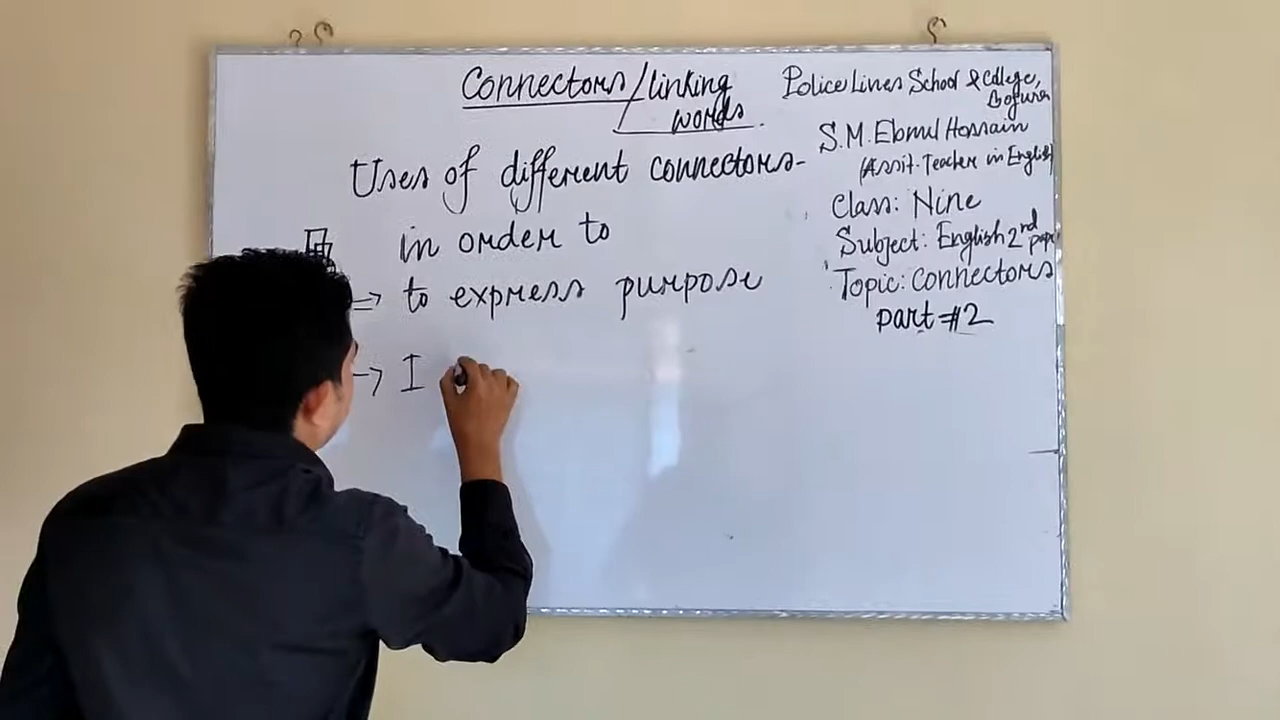 Connectors/linking
words.
Uses of different connectors-
in order to
=> to express purpose
→ I
Police Lines School & College,
Bogura
S.M. Ebnul Hossain
(Assit. Teacher in English)
Class: Nine
Subject: English 2nd paper
Topic: Connectors
part #2